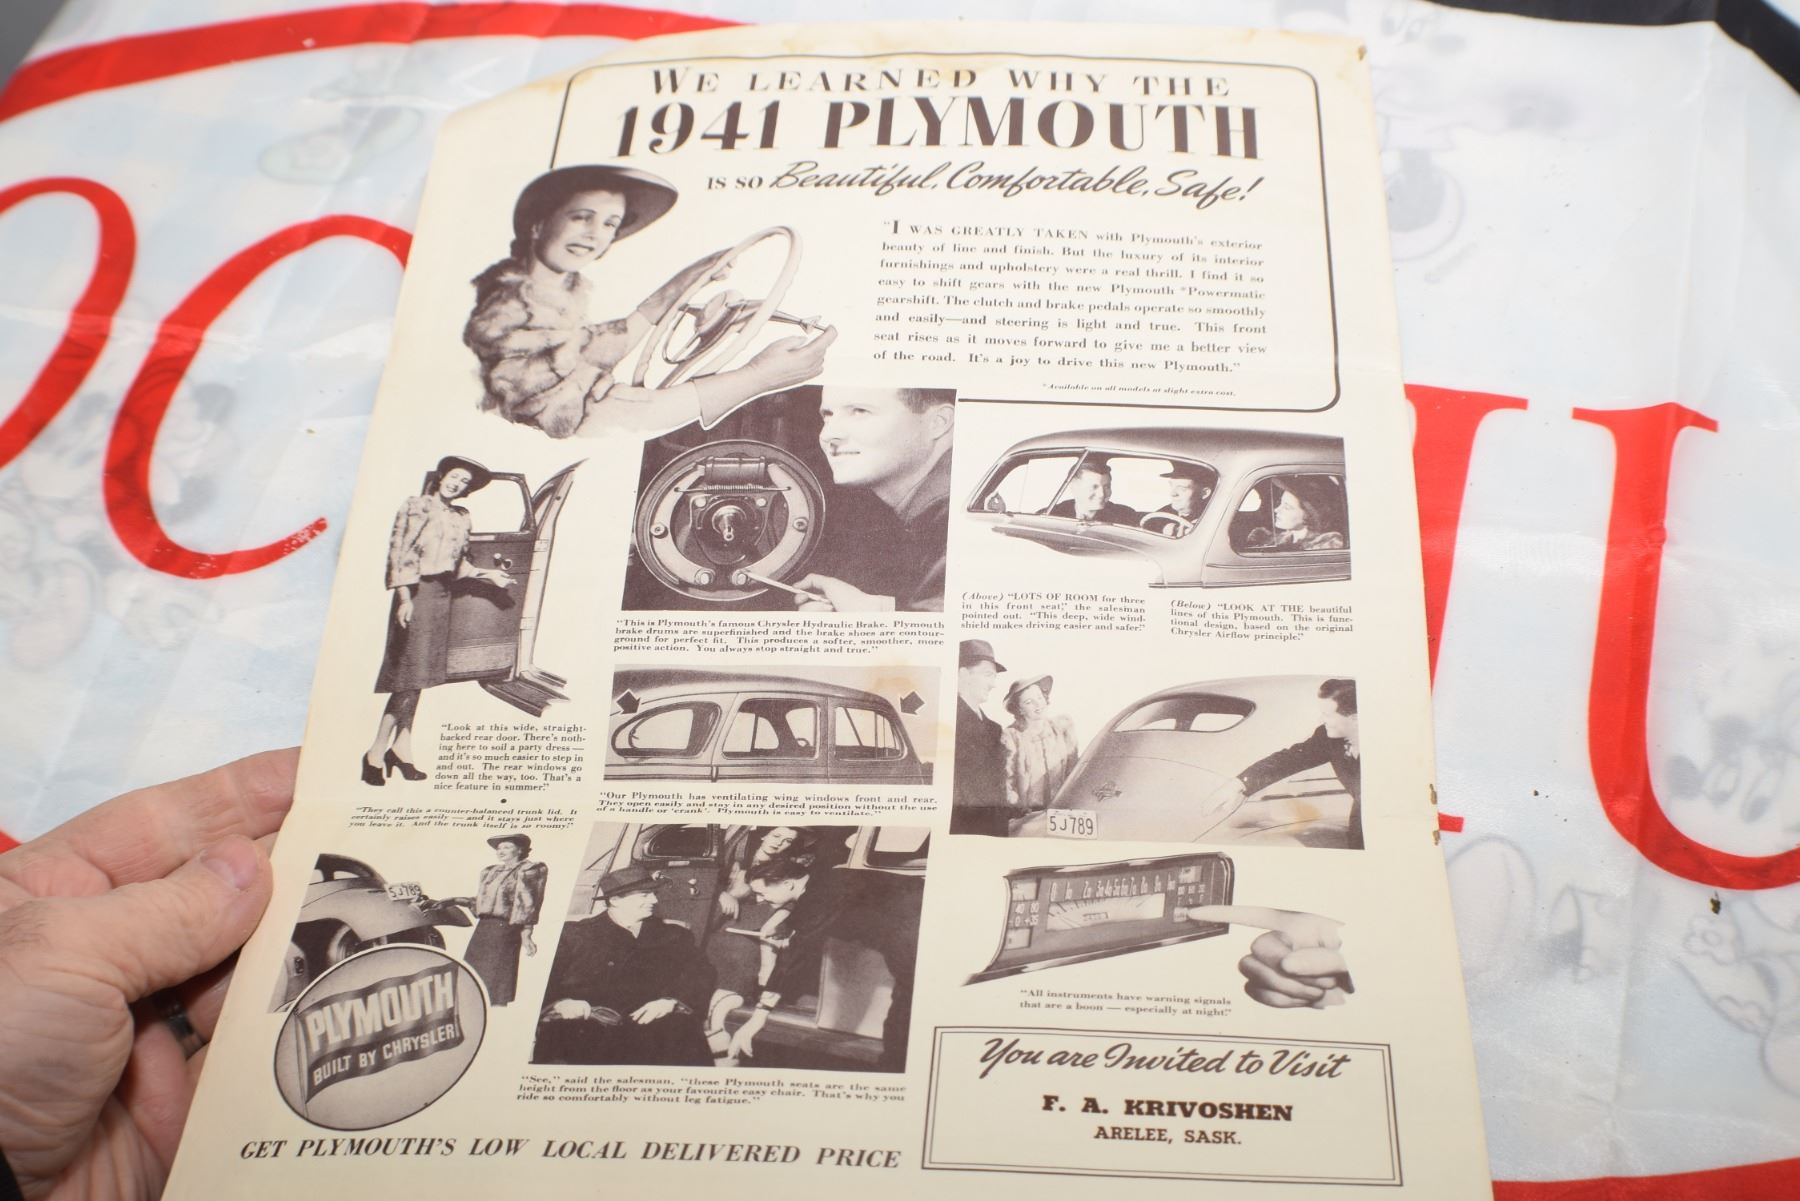 WE LEARNED WHY THE
1941 PLYMOUTH
IS SO Beautiful, Comfortable, Safe!
"I WAS GREATLY TAKEN with Plymouth's exterior
beauty of line and finish. But the luxury of its interior
furnishings and upholstery were a real thrill. I find it so
easy to shift gears with the new Plymouth *Powermatic
gearshift. The clutch and brake pedals operate so smoothly
and easily—and steering is light and true. This front
seat rises as it moves forward to give me a better view
of the road. It's a joy to drive this new Plymouth."
*Available on all models at slight extra cost.
"This is Plymouth's famous Chrysler Hydraulic Brake. Plymouth
brake drums are superfinished and the brake shoes are contour-
ground for perfect fit. This produces a softer, smoother, more
positive action. You always stop straight and true."
(Above) "LOTS OF ROOM for three
in this front seat," the salesman
pointed out. "This deep, wide wind-
shield makes driving easier and safer."
(Below) "LOOK AT THE beautiful
lines of this Plymouth. This is func-
tional design, based on the original
Chrysler Airflow principle."
"Look at this wide, straight-
backed rear door. There's noth-
ing here to soil a party dress —
and it's so much easier to step in
and out. The rear windows go
down all the way, too. That's a
nice feature in summer."
"Our Plymouth has ventilating wing windows front and rear.
They open easily and stay in any desired position without the use
of a handle or 'crank'. Plymouth is easy to ventilate."
5J789
"They call this a counter-balanced trunk lid. It
certainly raises easily — and it stays just where
you leave it. And the trunk itself is so roomy!"
5J789
"All instruments have warning signals
that are a boon — especially at night."
PLYMOUTH
BUILT BY CHRYSLER
"See," said the salesman, "these Plymouth seats are the same
height from the floor as your favourite easy chair. That's why you
ride so comfortably without leg fatigue."
You are Invited to Visit
F. A. KRIVOSHEN
ARELEE, SASK.
GET PLYMOUTH'S LOW LOCAL DELIVERED PRICE